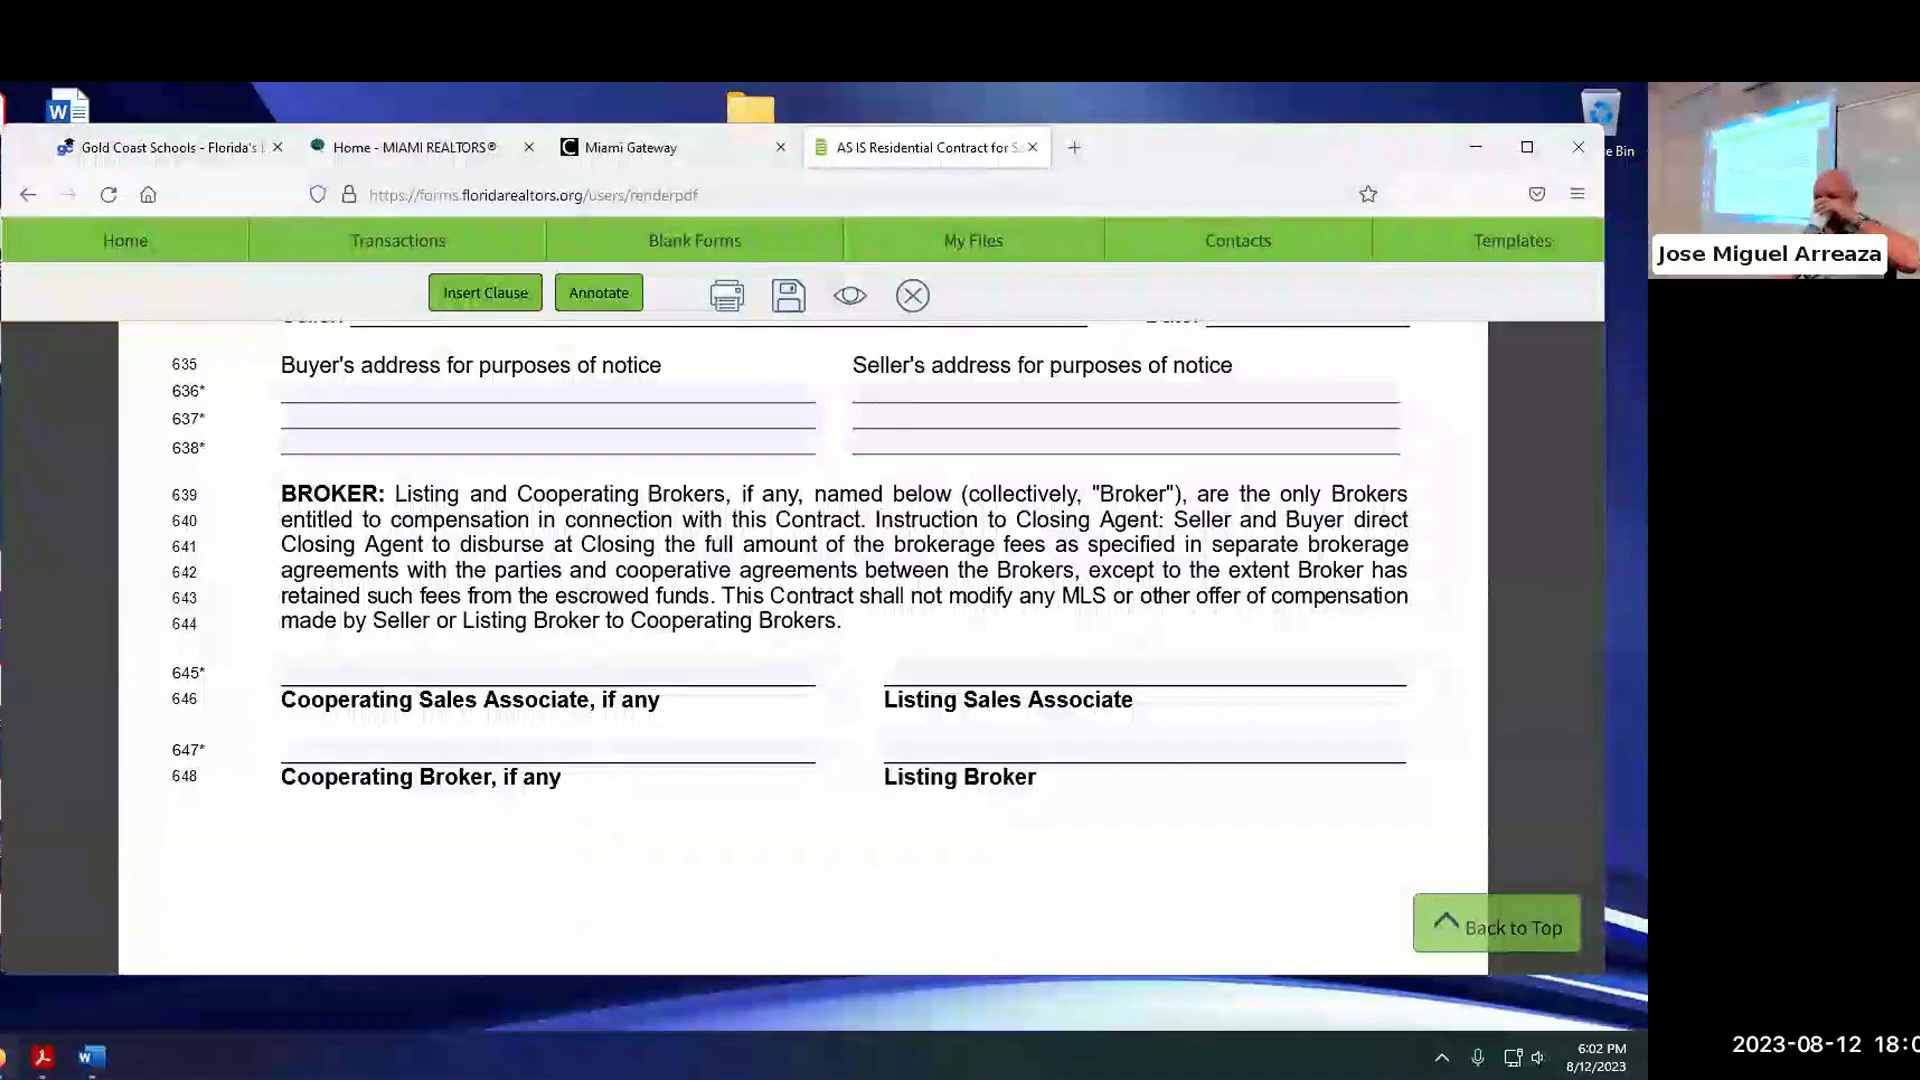 Gold Coast Schools - Florida's
Home - MIAMI REALTORS®
Miami Gateway
AS IS Residential Contract for Sa
e Bin
https://forms.floridarealtors.org/users/renderpdf
Home
Transactions
Blank Forms
My Files
Contacts
Templates
Jose Miguel Arreaza
Insert Clause
Annotate
635 Buyer's address for purposes of notice Seller's address for purposes of notice
636*
637*
638*
639 BROKER: Listing and Cooperating Brokers, if any, named below (collectively, "Broker"), are the only Brokers
640 entitled to compensation in connection with this Contract. Instruction to Closing Agent: Seller and Buyer direct
641 Closing Agent to disburse at Closing the full amount of the brokerage fees as specified in separate brokerage
642 agreements with the parties and cooperative agreements between the Brokers, except to the extent Broker has
643 retained such fees from the escrowed funds. This Contract shall not modify any MLS or other offer of compensation
644 made by Seller or Listing Broker to Cooperating Brokers.
645*
646 Cooperating Sales Associate, if any Listing Sales Associate
647*
648 Cooperating Broker, if any Listing Broker
Back to Top
6:02 PM
8/12/2023
2023-08-12 18:0